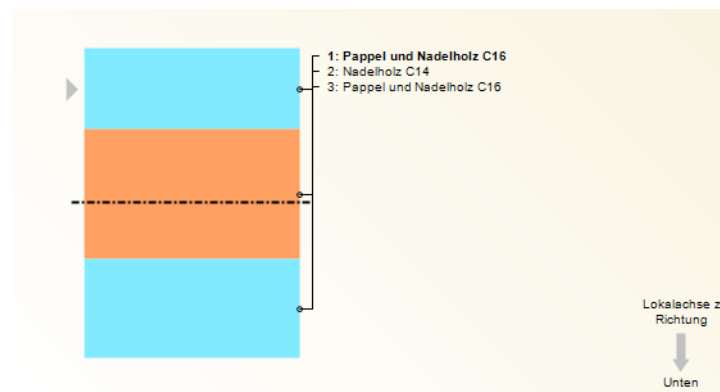 1: Pappel und Nadelholz C16
2: Nadelholz C14
3: Pappel und Nadelholz C16
Lokalachse z
Richtung
Unten